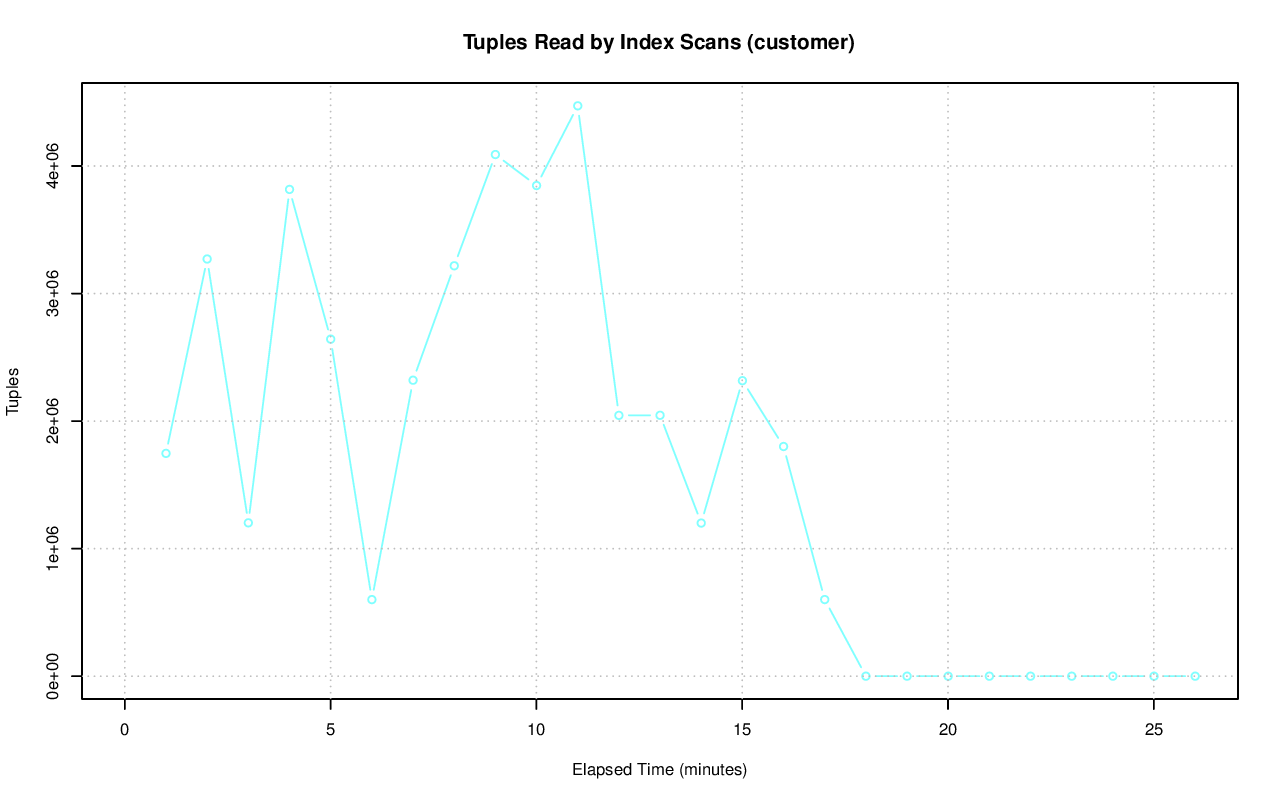 Tuples Read by Index Scans (customer)
4e+06
3e+06
2e+06
1e+06
0e+00
Tuples
0 5 10 15 20 25
Elapsed Time (minutes)